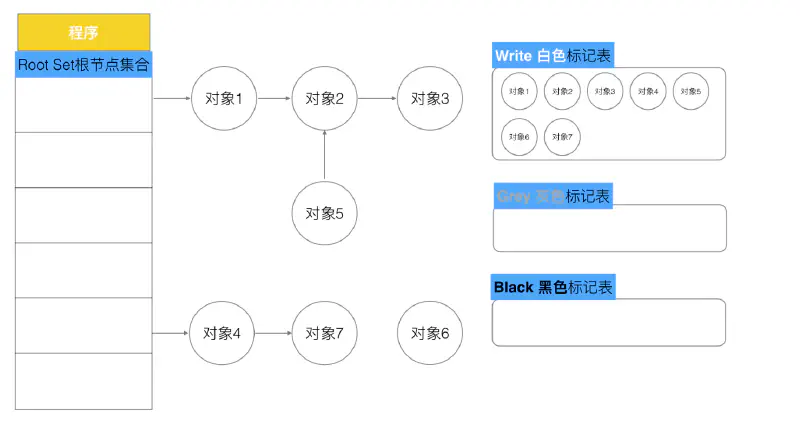 程序
Root Set根节点集合
对象1
对象2
对象3
对象5
对象4
对象7
对象6
Write 白色标记表
对象1
对象2
对象3
对象4
对象5
对象6
对象7
Grey 灰色标记表
Black 黑色标记表